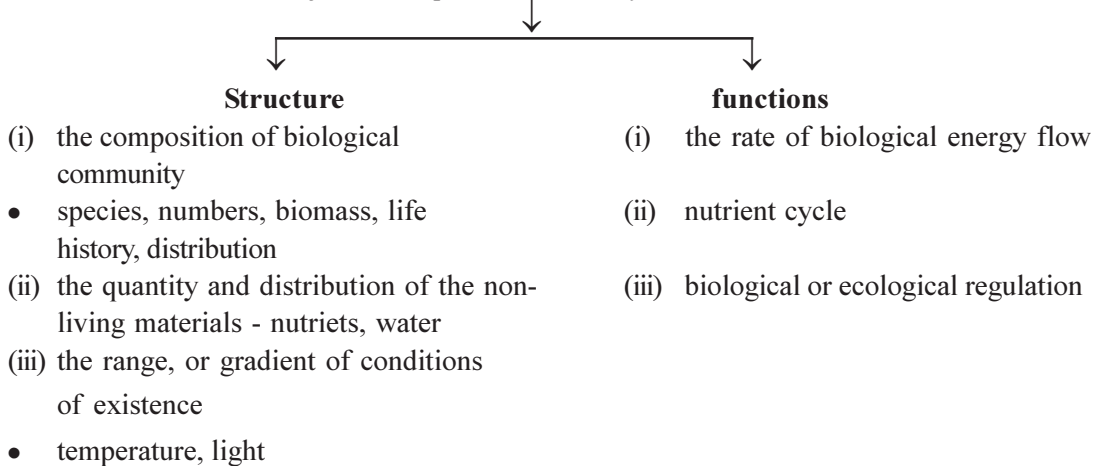 Structure
(i) the composition of biological
community
• species, numbers, biomass, life
history, distribution
(ii) the quantity and distribution of the non-
living materials - nutriets, water
(iii) the range, or gradient of conditions
of existence
• temperature, light
functions
(i) the rate of biological energy flow
(ii) nutrient cycle
(iii) biological or ecological regulation